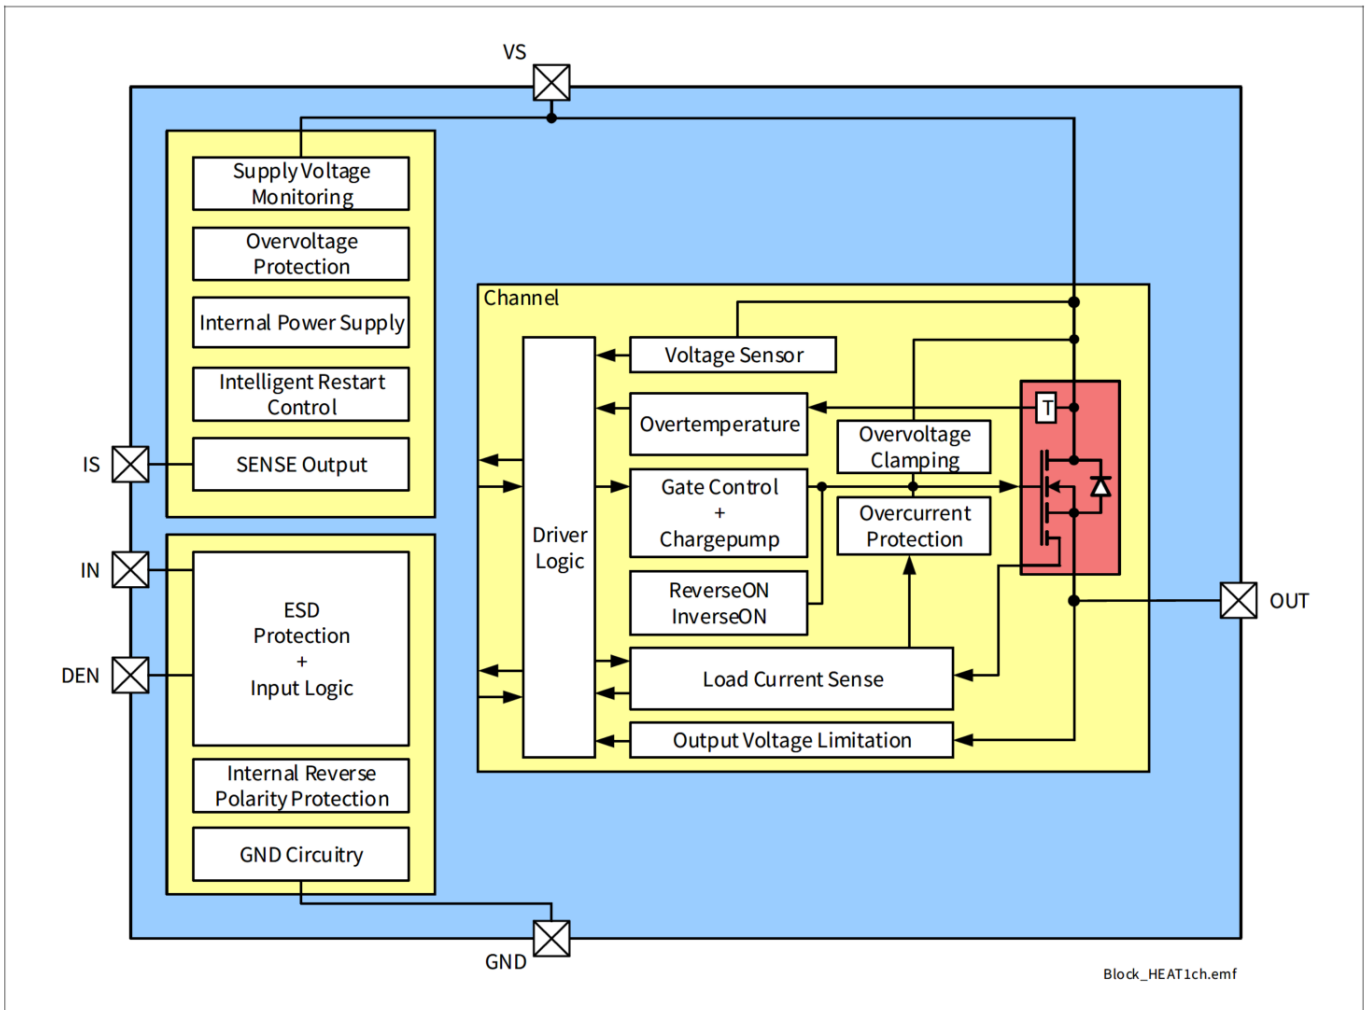 VS
Supply Voltage
Monitoring
Overvoltage
Protection
Internal Power Supply
Intelligent Restart
Control
IS
SENSE Output
IN
DEN
ESD
Protection
+
Input Logic
Internal Reverse
Polarity Protection
GND Circuitry
GND
Channel
Driver
Logic
Voltage Sensor
Overtemperature
T
Overvoltage
Clamping
Gate Control
+
Chargepump
Overcurrent
Protection
ReverseON
InverseON
Load Current Sense
Output Voltage Limitation
OUT
Block_HEAT1ch.emf